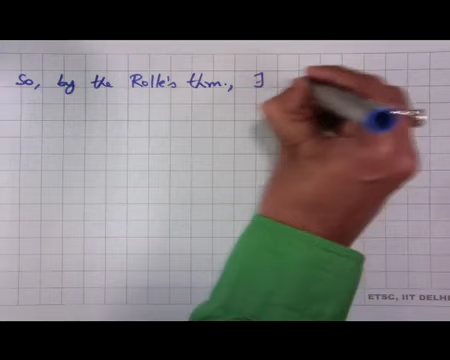 So, by the Rolle's thm., ∃
ETSC, IIT DELHI